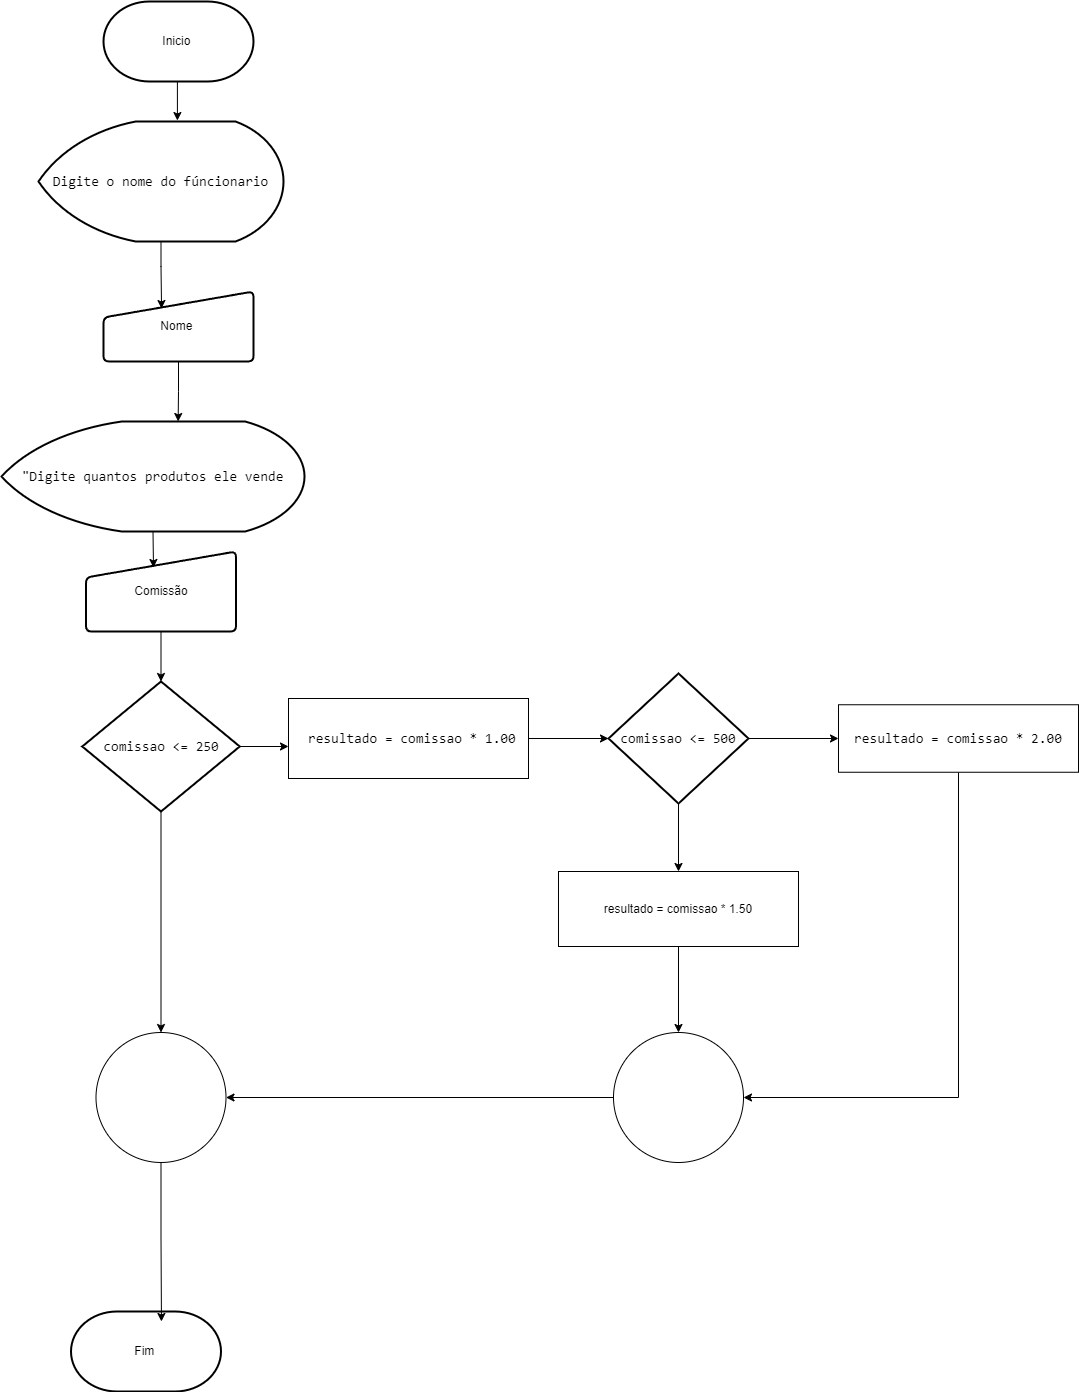 Inicio
Digite o nome do fúncionario
Nome
"Digite quantos produtos ele vende
Comissão
comissao <= 250
resultado = comissao * 1.00
comissao <= 500
resultado = comissao * 2.00
resultado = comissao * 1.50
Fim